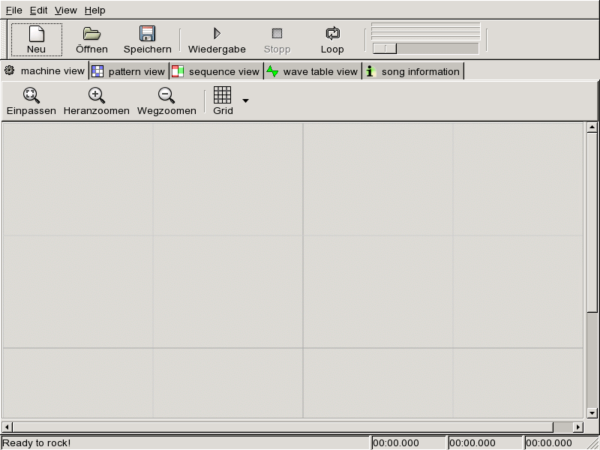 File Edit View Help
Neu Öffnen Speichern Wiedergabe Stopp Loop
machine view pattern view sequence view wave table view song information
Einpassen Heranzoomen Wegzoomen Grid
Ready to rock! 00:00.000 00:00.000 00:00.000